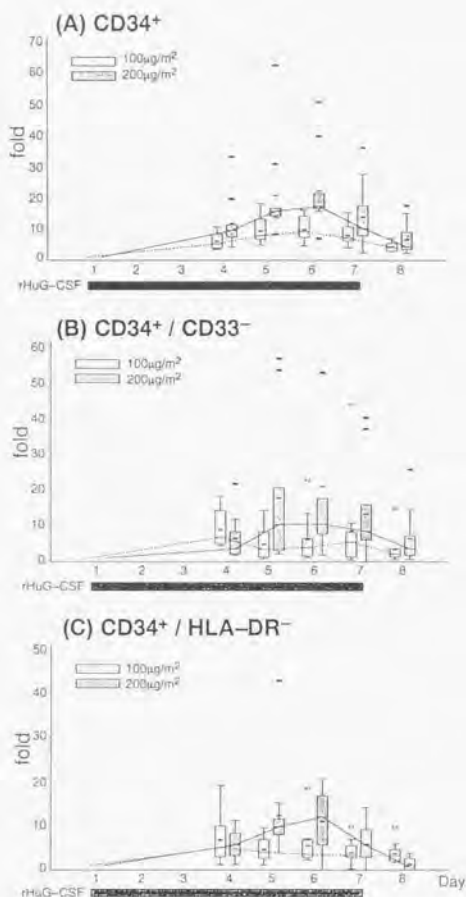 (A) CD34+
70
60
50
40
30
20
10
0
fold
100μg/m²
200μg/m²
1 2 3 4 5 6 7 8
rHuG-CSF
(B) CD34+ / CD33−
60
50
40
30
20
10
0
fold
100μg/m²
200μg/m²
1 2 3 4 5 6 7 8
rHuG-CSF
(C) CD34+ / HLA-DR−
50
40
20
10
0
fold
100μg/m²
200μg/m²
1 2 3 4 5 6 7 8 Day
rHuG-CSF